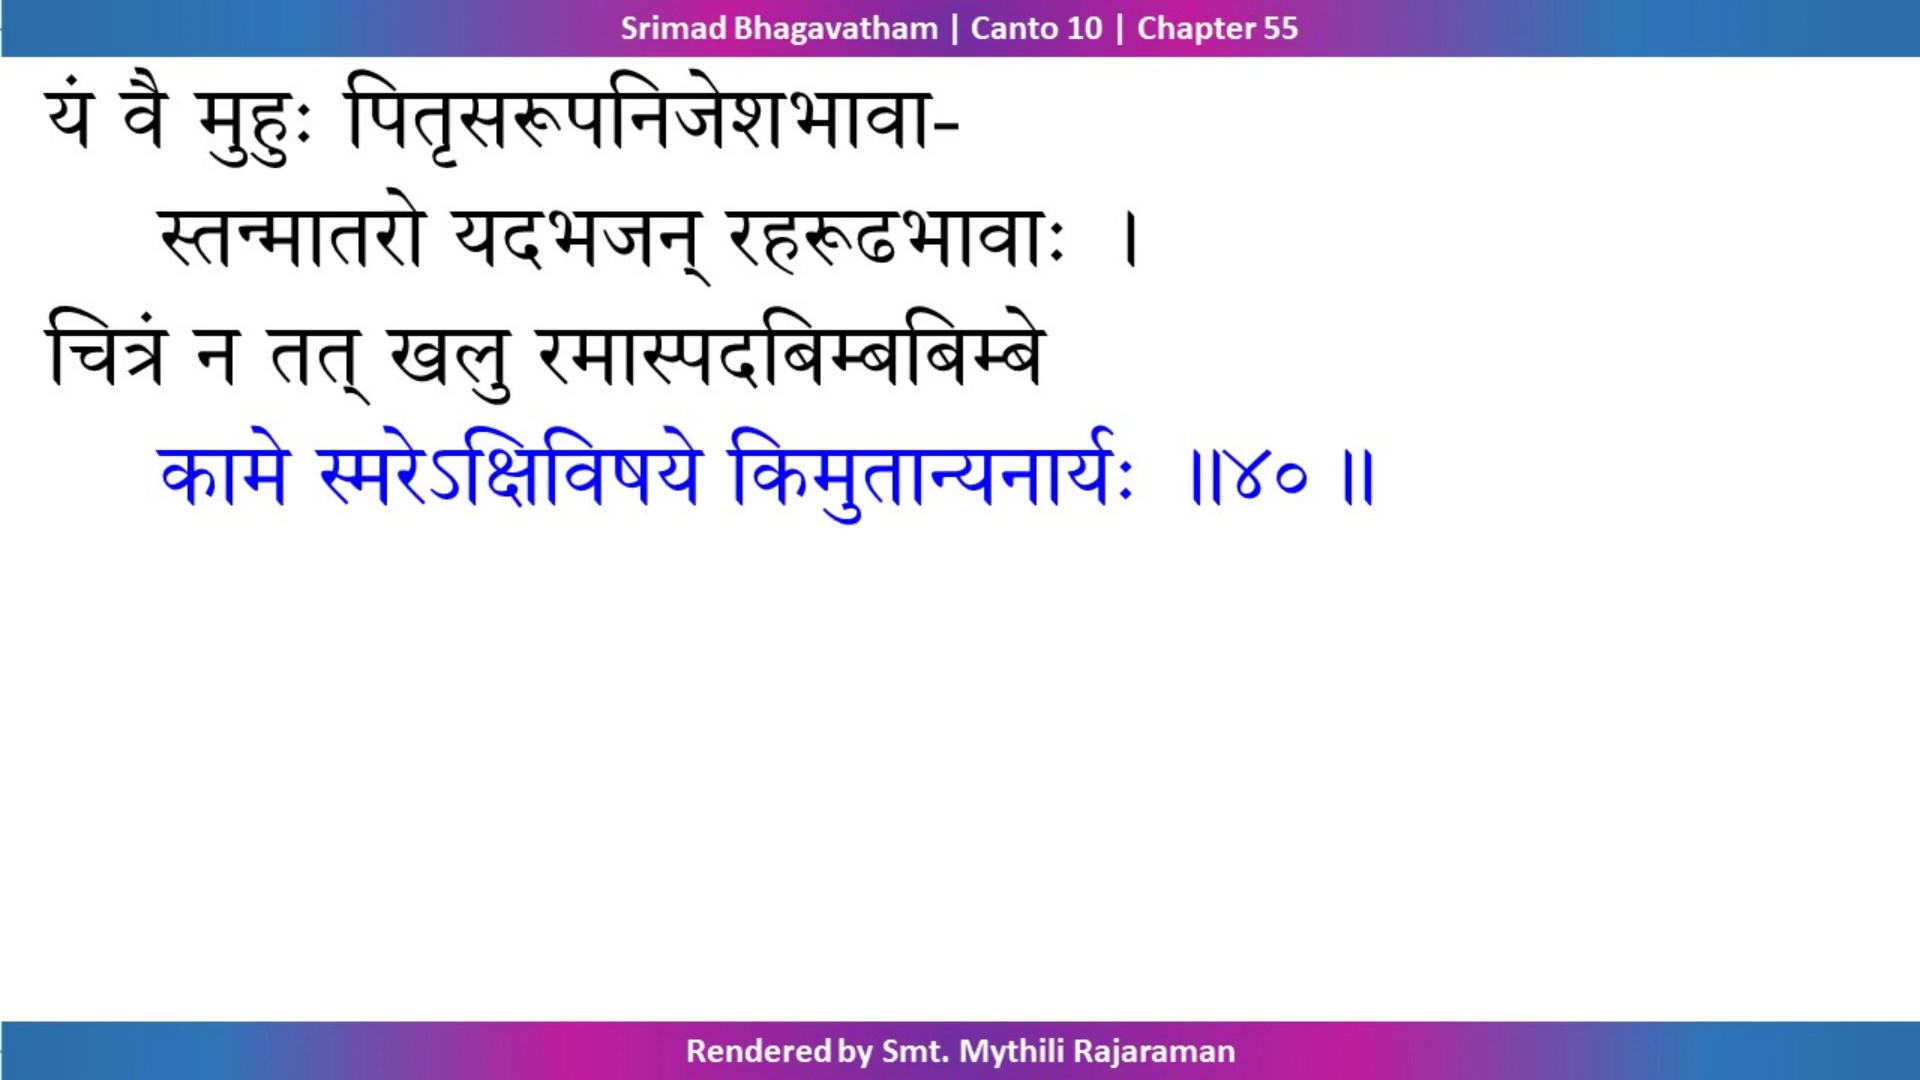 Srimad Bhagavatham | Canto 10 | Chapter 55
यं वै मुहुः पितृसरूपनिजेशभावा-
स्तन्मातरो यदभजन् रहरूढभावाः ।
चित्रं न तत् खलु रमास्पदबिम्बबिम्बे
कामे स्मरेऽक्षिविषये किमुतान्यनार्यः ॥४० ॥
Rendered by Smt. Mythili Rajaraman